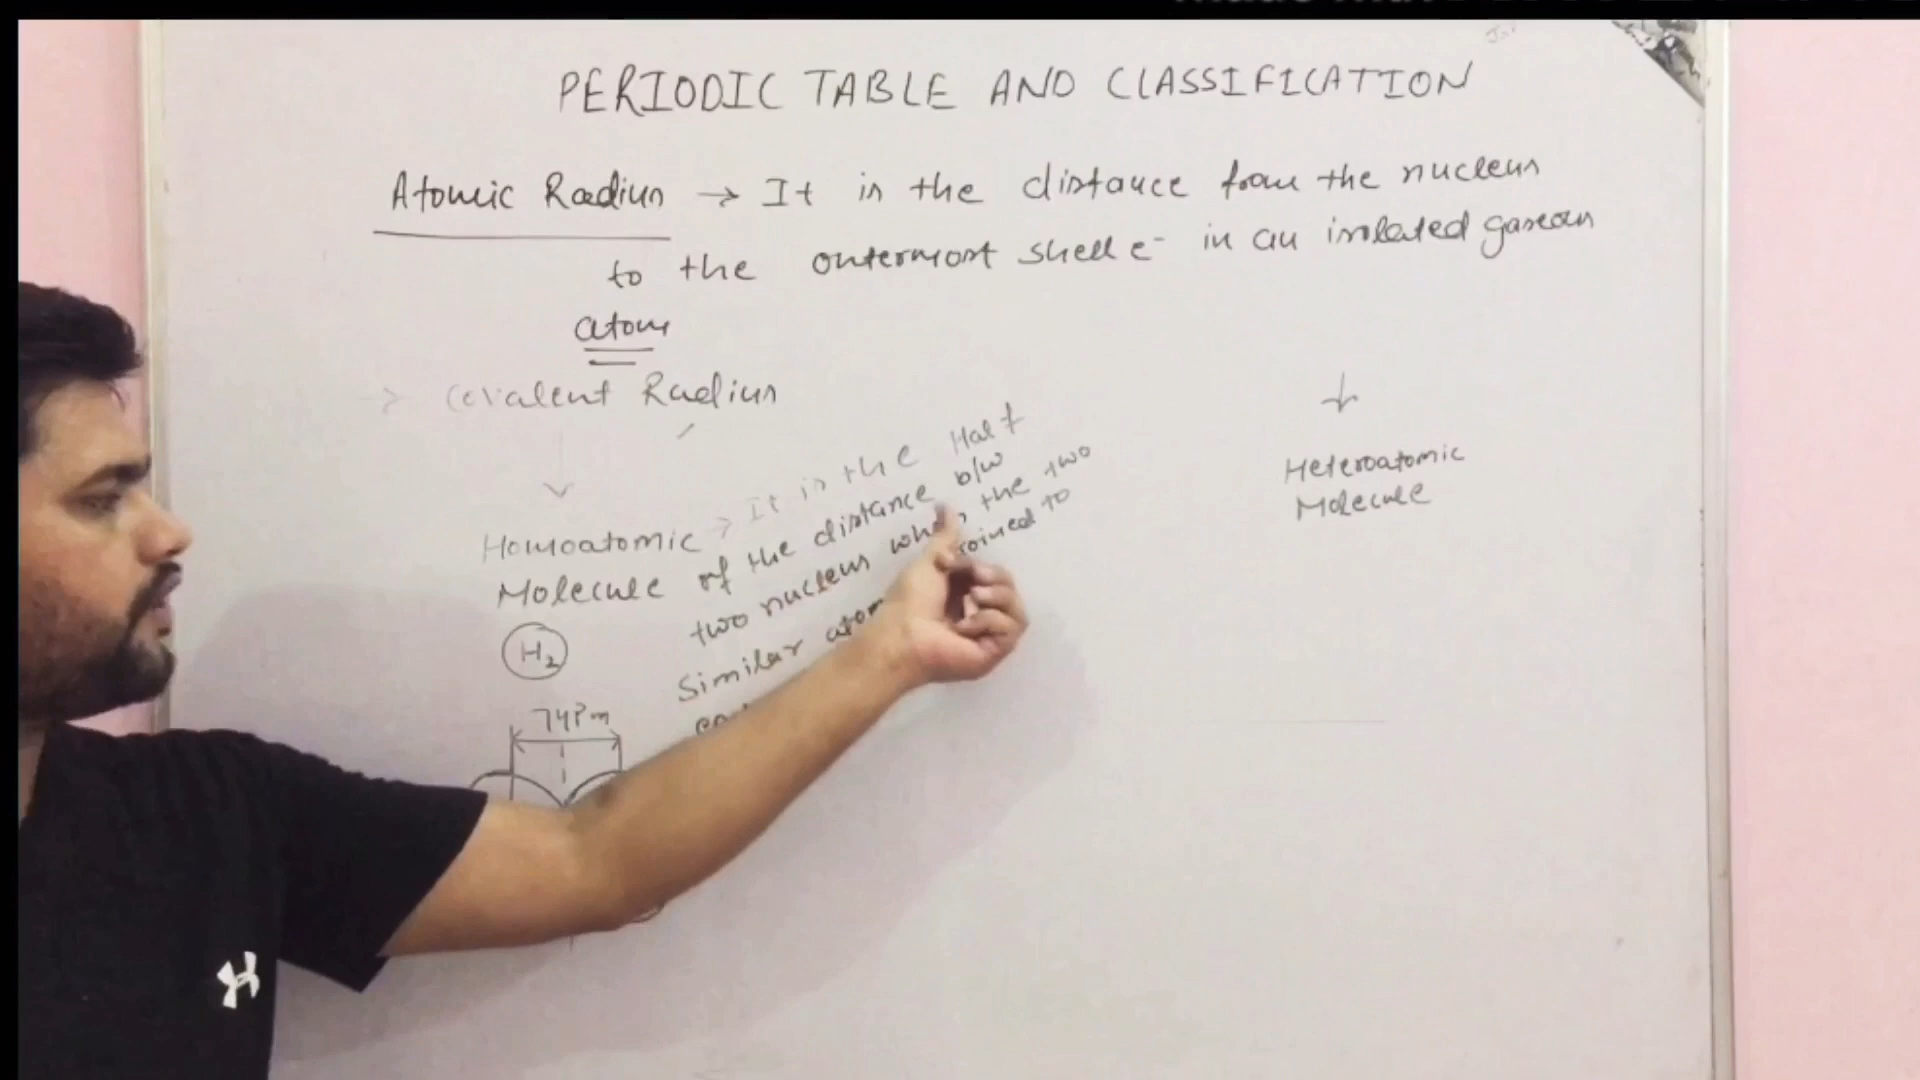 PERIODIC TABLE AND CLASSIFICATION
Atomic Radius → It is the distance from the nucleus
to the outermost shell e⁻ in an isolated gaseous
atom
> Covalent Radius
Homoatomic → It is the Half
Molecule of the distance b/w
two nucleus when the two
Similar atom joined to
H₂
74Pm
Heteroatomic
Molecule